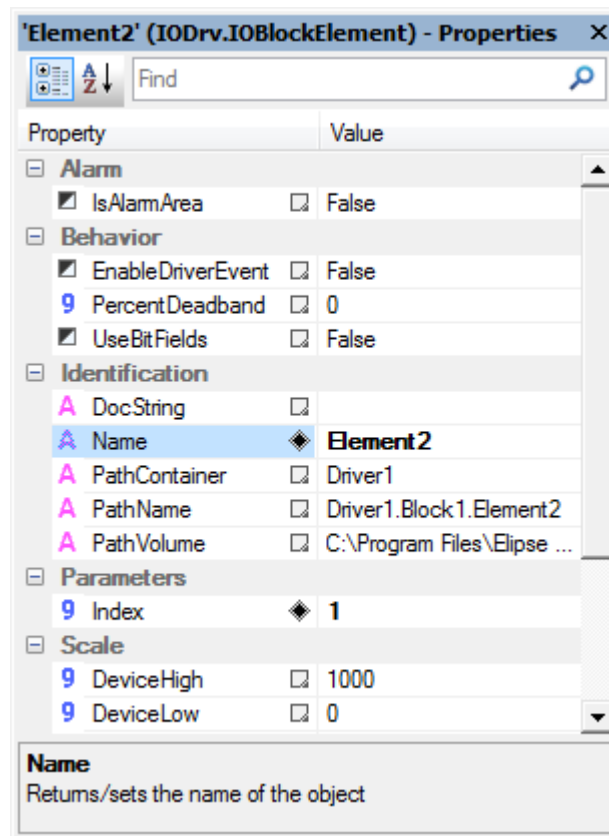 'Element2' (IODrv.IOBlockElement) - Properties
Find
Property Value
Alarm
IsAlarmArea False
Behavior
EnableDriverEvent False
PercentDeadband 0
UseBitFields False
Identification
DocString
Name Element2
PathContainer Driver1
PathName Driver1.Block1.Element2
PathVolume C:\Program Files\Elipse ...
Parameters
Index 1
Scale
DeviceHigh 1000
DeviceLow 0
Name
Returns/sets the name of the object